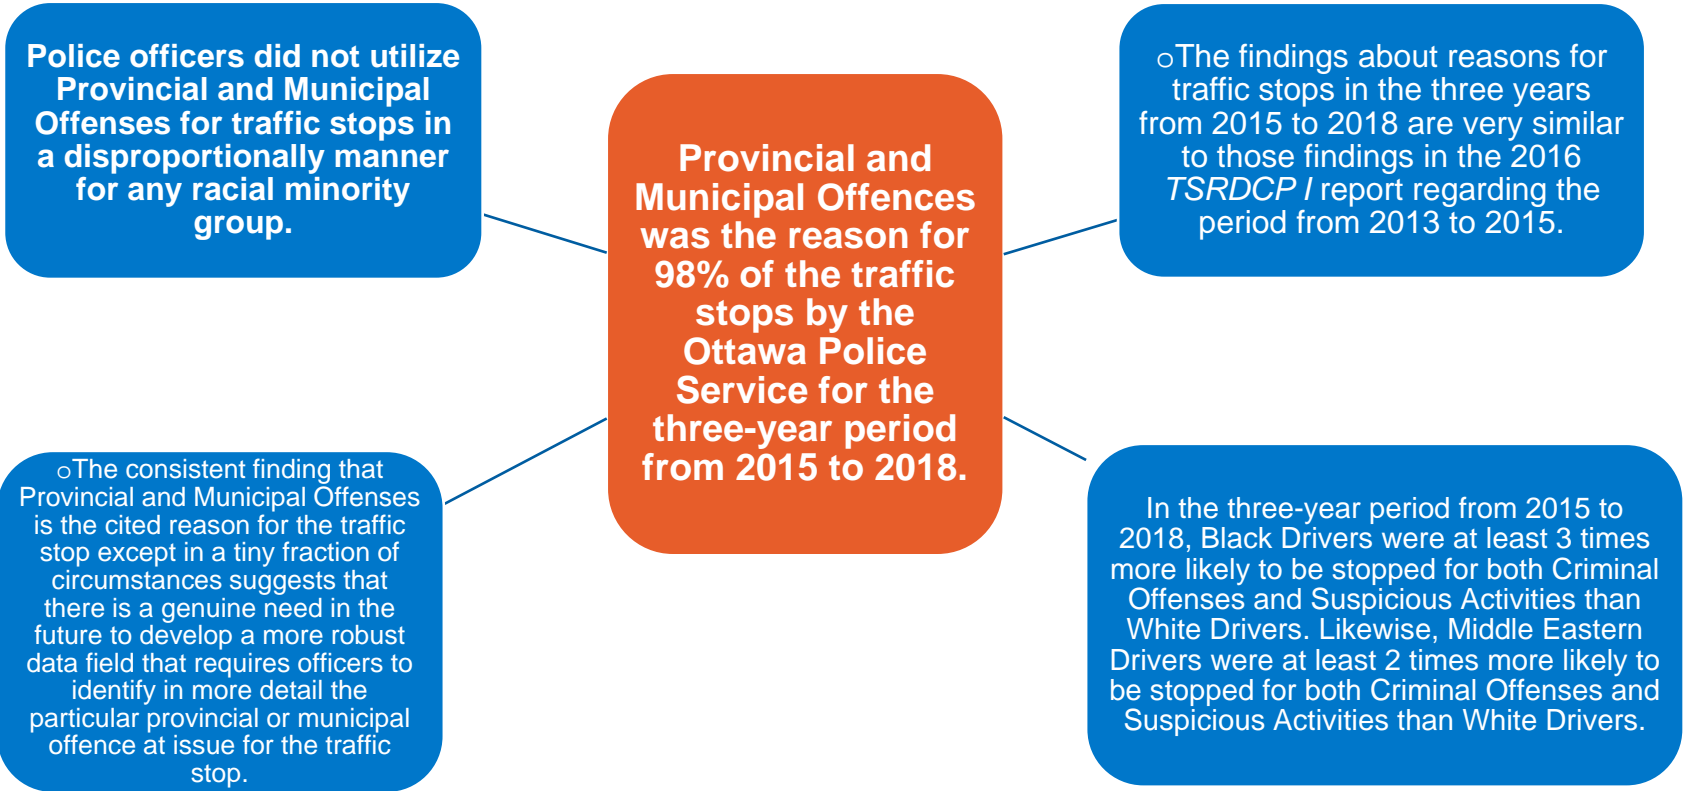 Police officers did not utilize
Provincial and Municipal
Offenses for traffic stops in
a disproportionally manner
for any racial minority
group.
Provincial and
Municipal Offences
was the reason for
98% of the traffic
stops by the
Ottawa Police
Service for the
three-year period
from 2015 to 2018.
oThe findings about reasons for
traffic stops in the three years
from 2015 to 2018 are very similar
to those findings in the 2016
TSRDCP I report regarding the
period from 2013 to 2015.
oThe consistent finding that
Provincial and Municipal Offenses
is the cited reason for the traffic
stop except in a tiny fraction of
circumstances suggests that
there is a genuine need in the
future to develop a more robust
data field that requires officers to
identify in more detail the
particular provincial or municipal
offence at issue for the traffic
stop.
In the three-year period from 2015 to
2018, Black Drivers were at least 3 times
more likely to be stopped for both Criminal
Offenses and Suspicious Activities than
White Drivers. Likewise, Middle Eastern
Drivers were at least 2 times more likely to
be stopped for both Criminal Offenses and
Suspicious Activities than White Drivers.